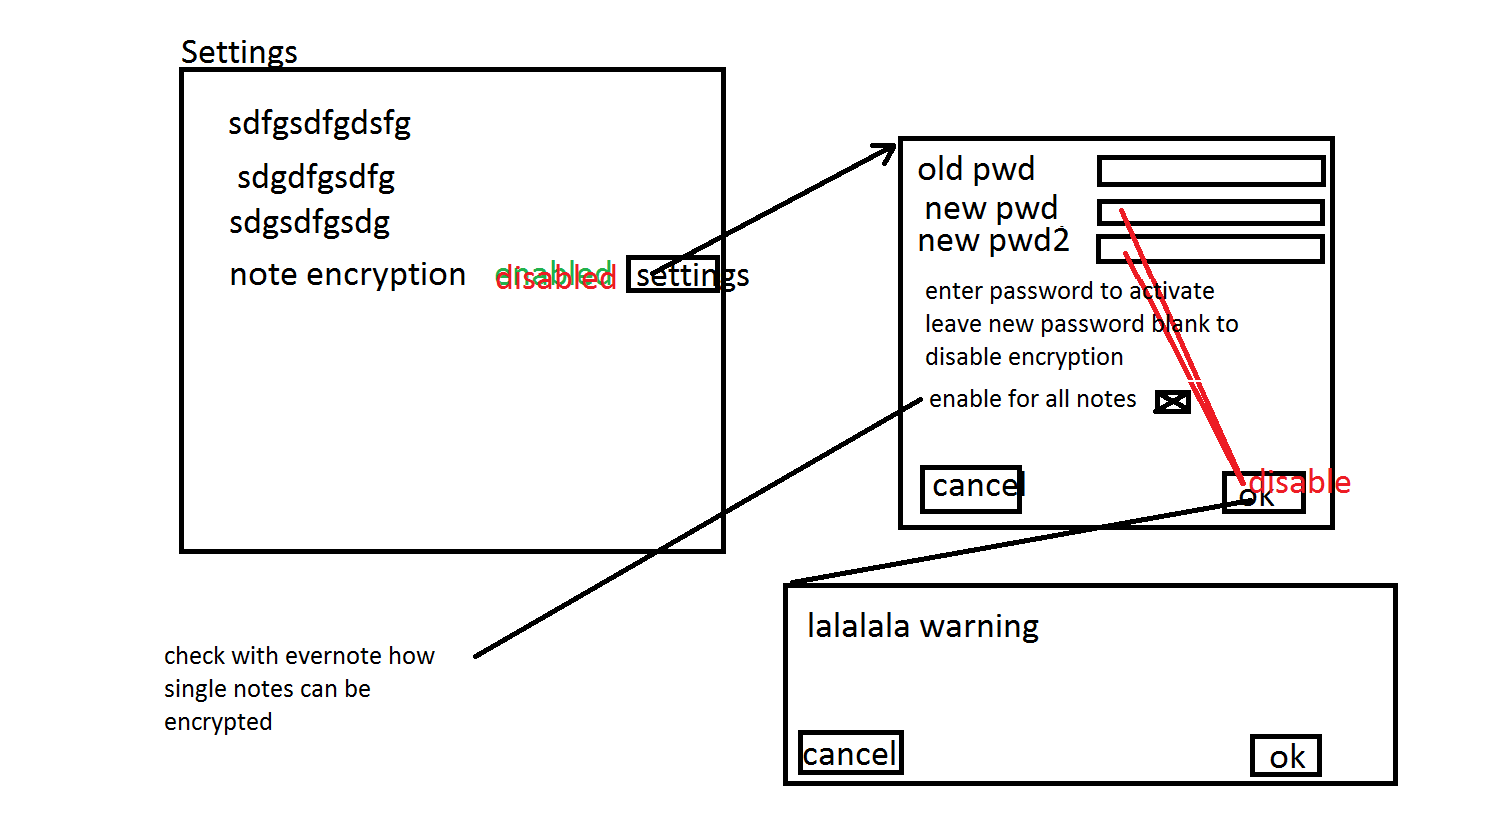 Settings
sdfgsdfgdsfg
sdgdfgsdfg
sdgsdfgsdg
note encryption enabled disabled settings
old pwd
new pwd
new pwd2
enter password to activate
leave new password blank to
disable encryption
enable for all notes
cancel ok disable
lalalala warning
cancel ok
check with evernote how
single notes can be
encrypted